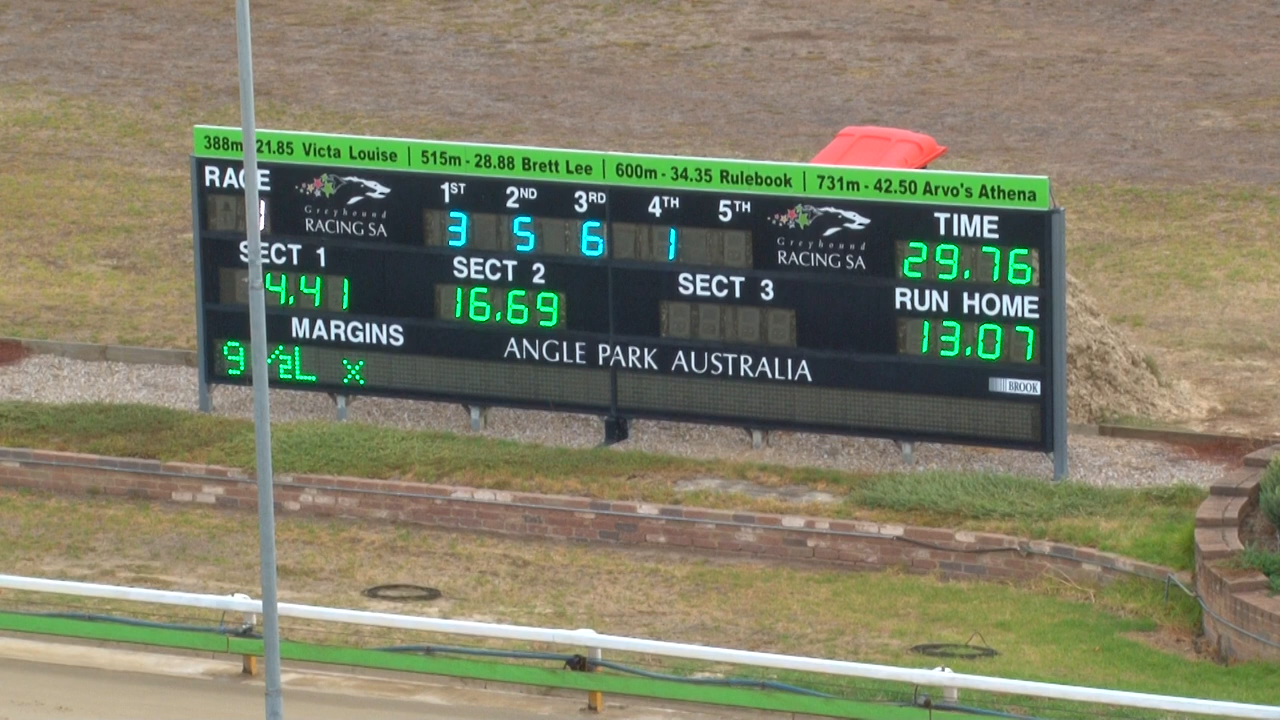 388m 21.85 Victa Louise | 515m - 28.88 Brett Lee | 600m - 34.35 Rulebook | 731m - 42.50 Arvo's Athena
RACE
Greyhound
RACING SA
1ST 2ND 3RD 4TH 5TH
3 5 6 1
Greyhound
RACING SA
TIME
29.76
SECT 1
4.41
SECT 2
16.69
SECT 3
RUN HOME
13.07
MARGINS
9 ½L x
ANGLE PARK AUSTRALIA
BROOK